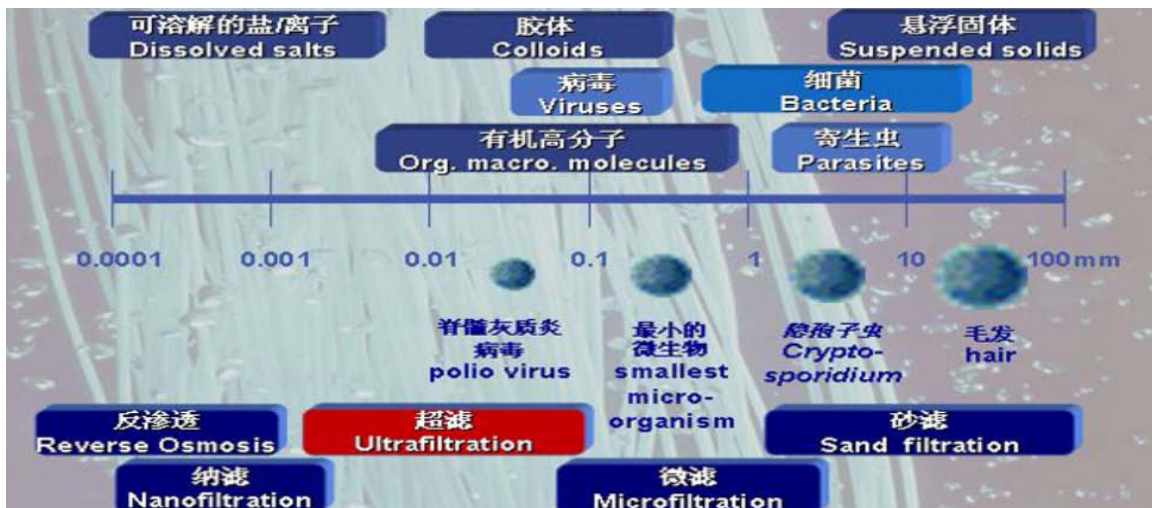 可溶解的盐/离子
Dissolved salts
胶体
Colloids
悬浮固体
Suspended solids
病毒
Viruses
细菌
Bacteria
有机高分子
Org. macro. molecules
寄生虫
Parasites
0.0001
0.001
0.01
0.1
1
10
100mm
脊髓灰质炎
病毒
polio virus
最小的
微生物
smallest
micro-
organism
孢子虫
Crypto-
sporidium
毛发
hair
反渗透
Reverse Osmosis
超滤
Ultrafiltration
砂滤
Sand filtration
纳滤
Nanofiltration
微滤
Microfiltration